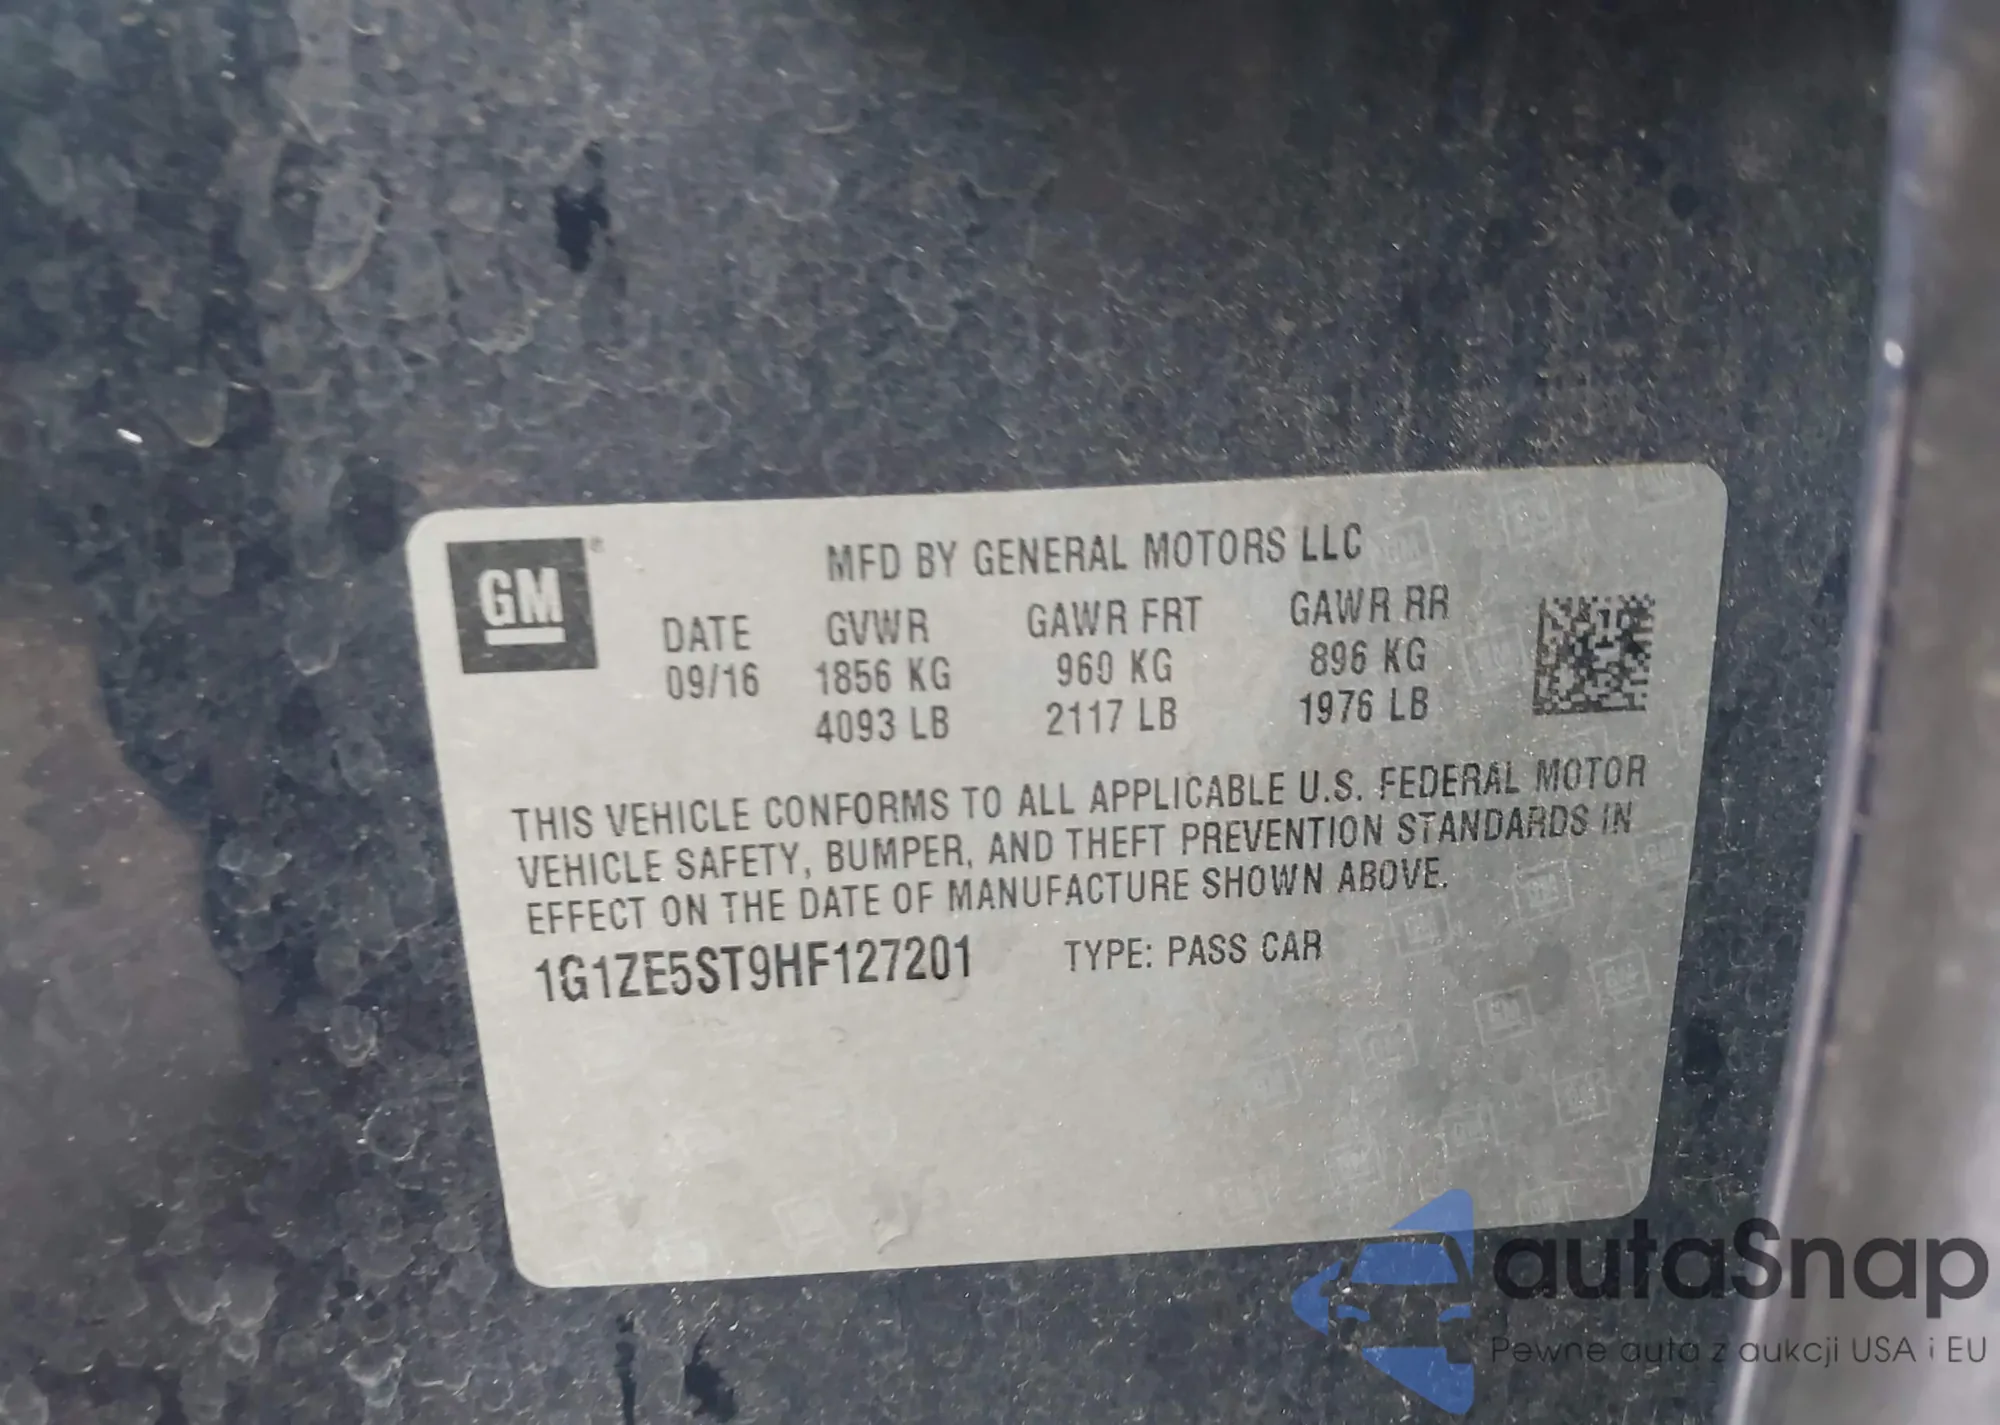 GM®
MFD BY GENERAL MOTORS LLC
DATE GVWR GAWR FRT GAWR RR
09/16 1856 KG 960 KG 896 KG
4093 LB 2117 LB 1976 LB
THIS VEHICLE CONFORMS TO ALL APPLICABLE U.S. FEDERAL MOTOR
VEHICLE SAFETY, BUMPER, AND THEFT PREVENTION STANDARDS IN
EFFECT ON THE DATE OF MANUFACTURE SHOWN ABOVE.
1G1ZE5ST9HF127201 TYPE: PASS CAR
autaSnap
Pewne auta z aukcji USA i EU